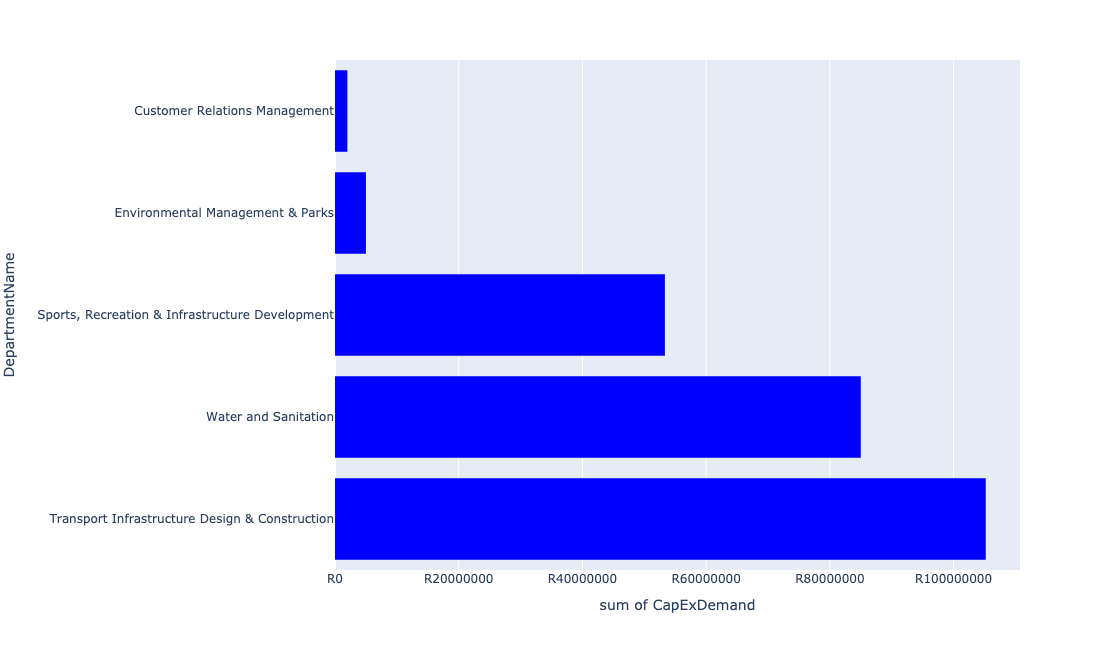 Customer Relations Management
Environmental Management & Parks
Sports, Recreation & Infrastructure Development
Water and Sanitation
Transport Infrastructure Design & Construction
DepartmentName
R0
R20000000
R40000000
R60000000
R80000000
R100000000
sum of CapExDemand